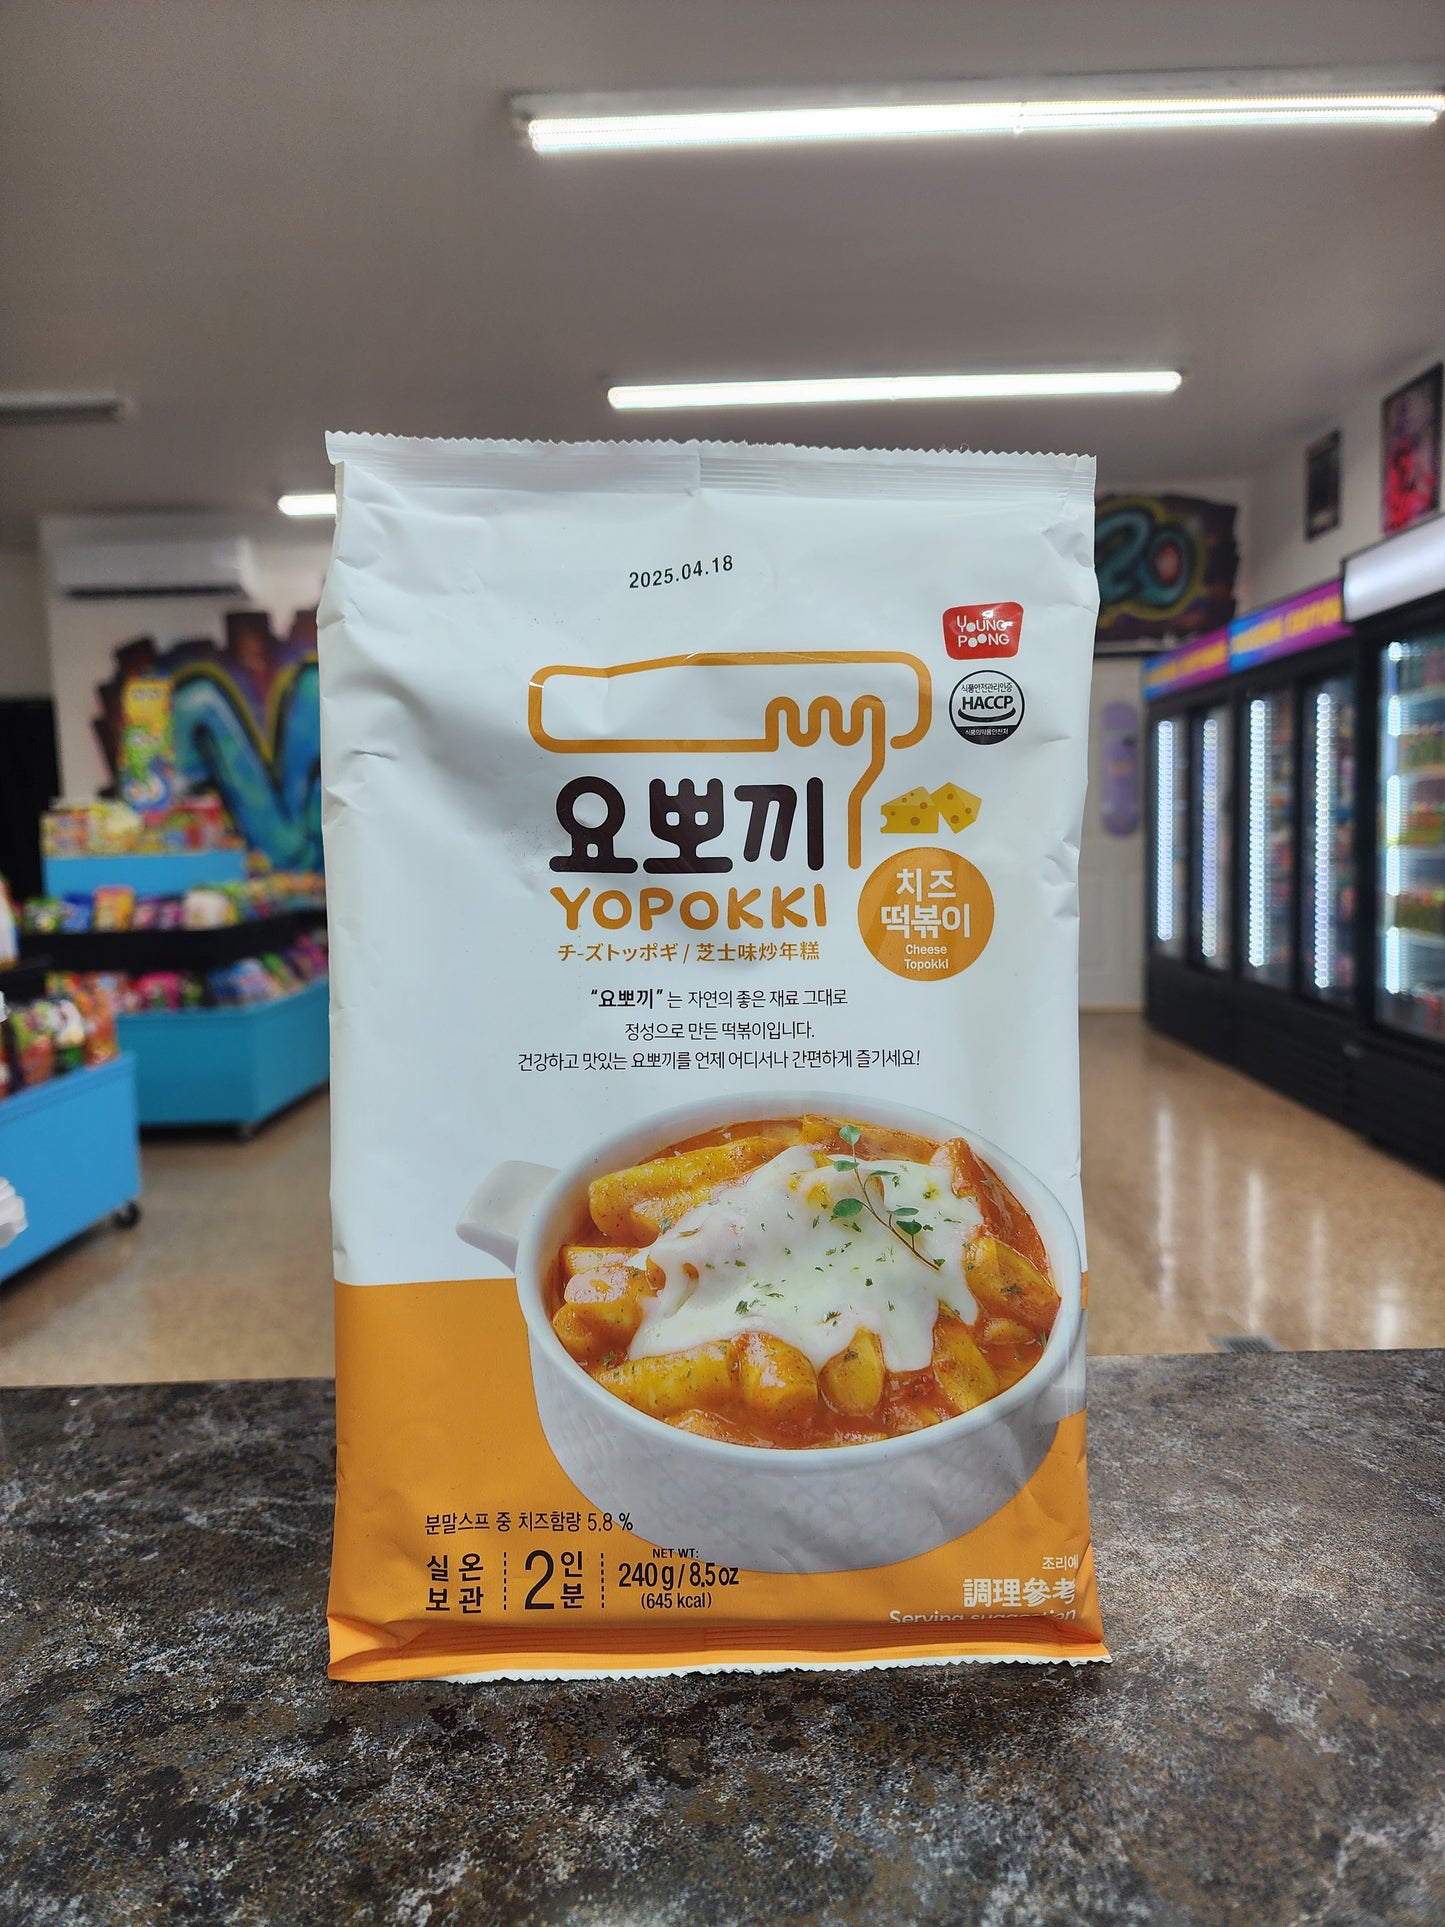 2025.04.18
YOUNG
POONG
식품안전관리인증
HACCP
식품의약품안전처
요뽀끼
YOPOKKI
チ-ズトッポギ / 芝士味炒年糕
치즈
떡볶이
Cheese
Topokki
“요뽀끼”는 자연의 좋은 재료 그대로
정성으로 만든 떡볶이입니다.
건강하고 맛있는 요뽀끼를 언제 어디서나 간편하게 즐기세요!
분말스프 중 치즈함량 5.8 %
실온
보관
2인분
NET WT:
240g / 8.5oz
(645 kcal)
조리예
調理參考
Serving suggestion